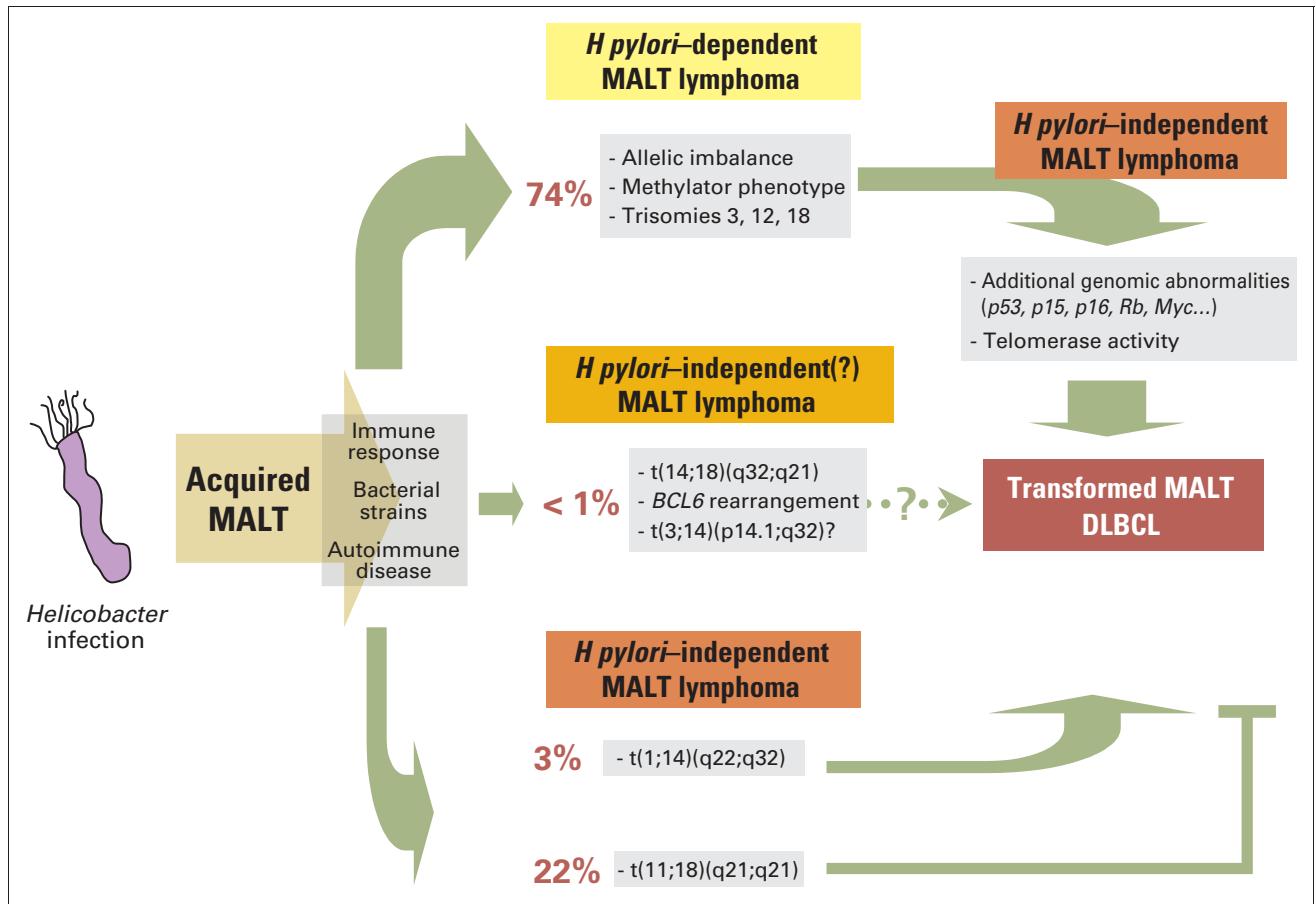 H pylori–dependent
MALT lymphoma
- Allelic imbalance
- Methylator phenotype
- Trisomies 3, 12, 18
74%
H pylori–independent
MALT lymphoma
- Additional genomic abnormalities
(p53, p15, p16, Rb, Myc...)
- Telomerase activity
H pylori–independent(?)
MALT lymphoma
Helicobacter
infection
Acquired
MALT
Immune
response
Bacterial
strains
Autoimmune
disease
< 1%
- t(14;18)(q32;q21)
- BCL6 rearrangement
- t(3;14)(p14.1;q32)?
?
Transformed MALT
DLBCL
H pylori–independent
MALT lymphoma
3%
- t(1;14)(q22;q32)
22%
- t(11;18)(q21;q21)